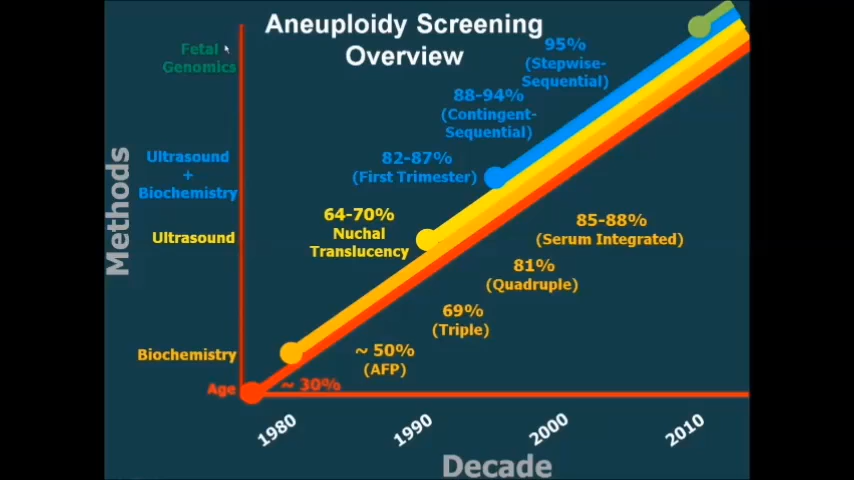 Aneuploidy Screening
Overview
Methods
Fetal
Genomics
Ultrasound
+
Biochemistry
Ultrasound
Biochemistry
Age
95%
(Stepwise-
Sequential)
88-94%
(Contingent-
Sequential)
82-87%
(First Trimester)
64-70%
Nuchal
Translucency
85-88%
(Serum Integrated)
81%
(Quadruple)
69%
(Triple)
~ 50%
(AFP)
~ 30%
1980
1990
2000
2010
Decade